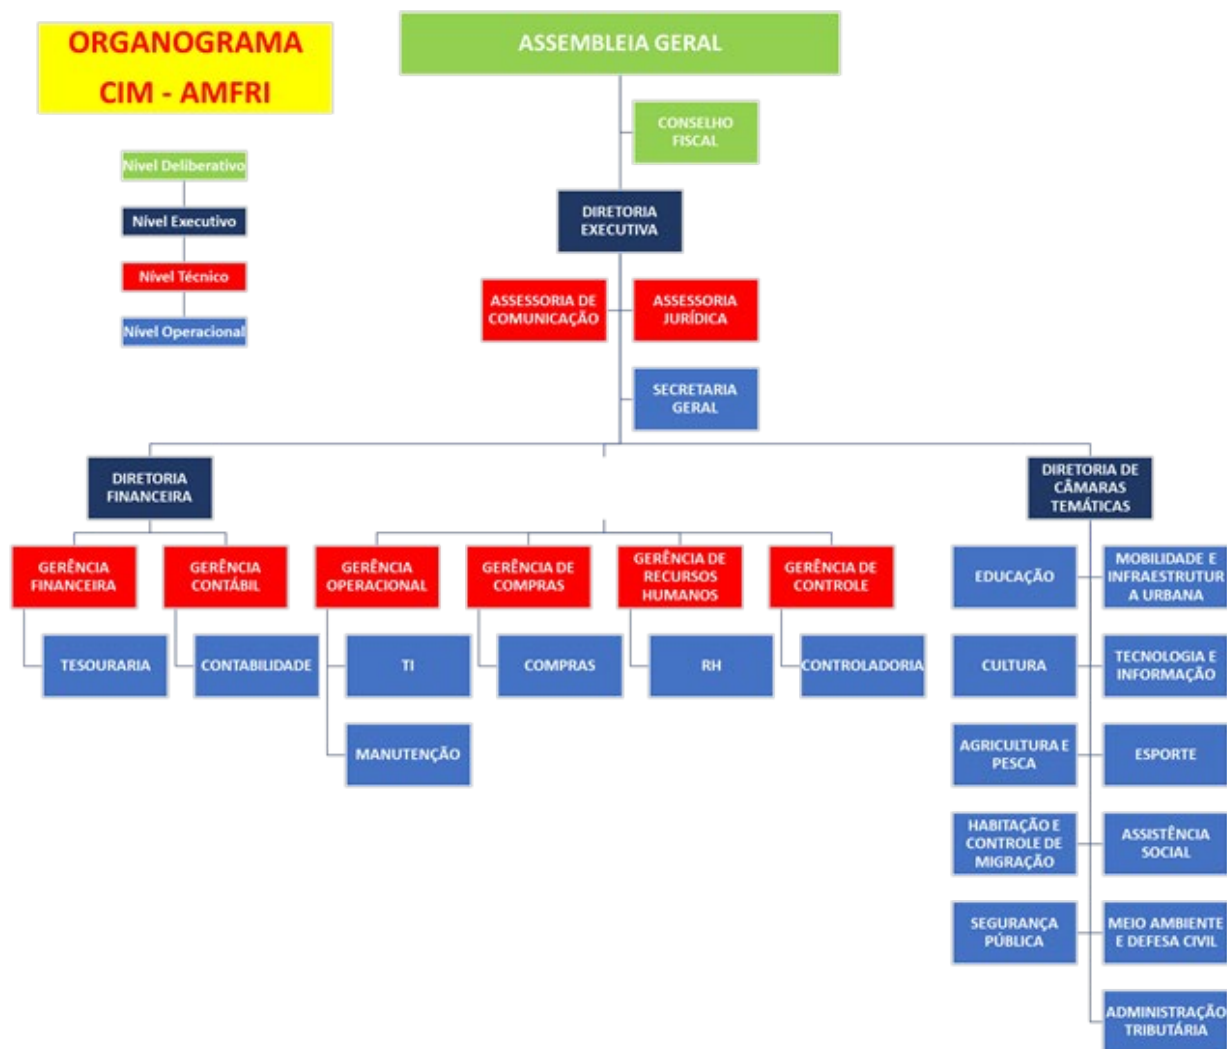 ORGANOGRAMA
CIM - AMFRI
ASSEMBLEIA GERAL
CONSELHO
FISCAL
Nível Deliberativo
Nível Executivo
Nível Técnico
Nível Operacional
DIRETORIA
EXECUTIVA
ASSESSORIA DE
COMUNICAÇÃO
ASSESSORIA
JURÍDICA
SECRETARIA
GERAL
DIRETORIA
FINANCEIRA
DIRETORIA DE
CÂMARAS
TEMÁTICAS
GERÊNCIA
FINANCEIRA
GERÊNCIA
CONTÁBIL
GERÊNCIA
OPERACIONAL
GERÊNCIA DE
COMPRAS
GERÊNCIA DE
RECURSOS
HUMANOS
GERÊNCIA DE
CONTROLE
TESOURARIA
CONTABILIDADE
TI
COMPRAS
RH
CONTROLADORIA
MANUTENÇÃO
EDUCAÇÃO
MOBILIDADE E
INFRAESTRUTUR
A URBANA
CULTURA
TECNOLOGIA E
INFORMAÇÃO
AGRICULTURA E
PESCA
ESPORTE
HABITAÇÃO E
CONTROLE DE
MIGRAÇÃO
ASSISTÊNCIA
SOCIAL
SEGURANÇA
PÚBLICA
MEIO AMBIENTE
E DEFESA CIVIL
ADMINISTRAÇÃO
TRIBUTÁRIA